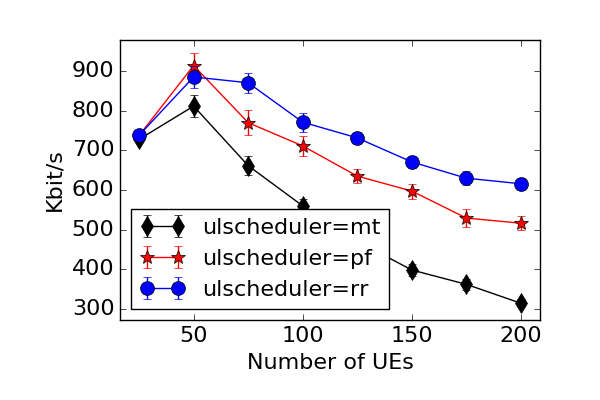 900
800
700
600
500
400
300
Kbit/s
ulscheduler=mt
ulscheduler=pf
ulscheduler=rr
50 100 150 200
Number of UEs